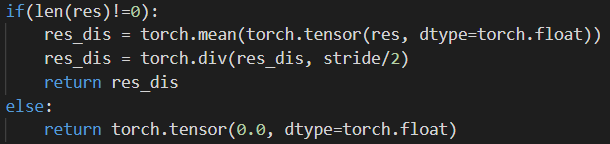 if(len(res)!=0):
    res_dis = torch.mean(torch.tensor(res, dtype=torch.float))
    res_dis = torch.div(res_dis, stride/2)
    return res_dis
else:
    return torch.tensor(0.0, dtype=torch.float)